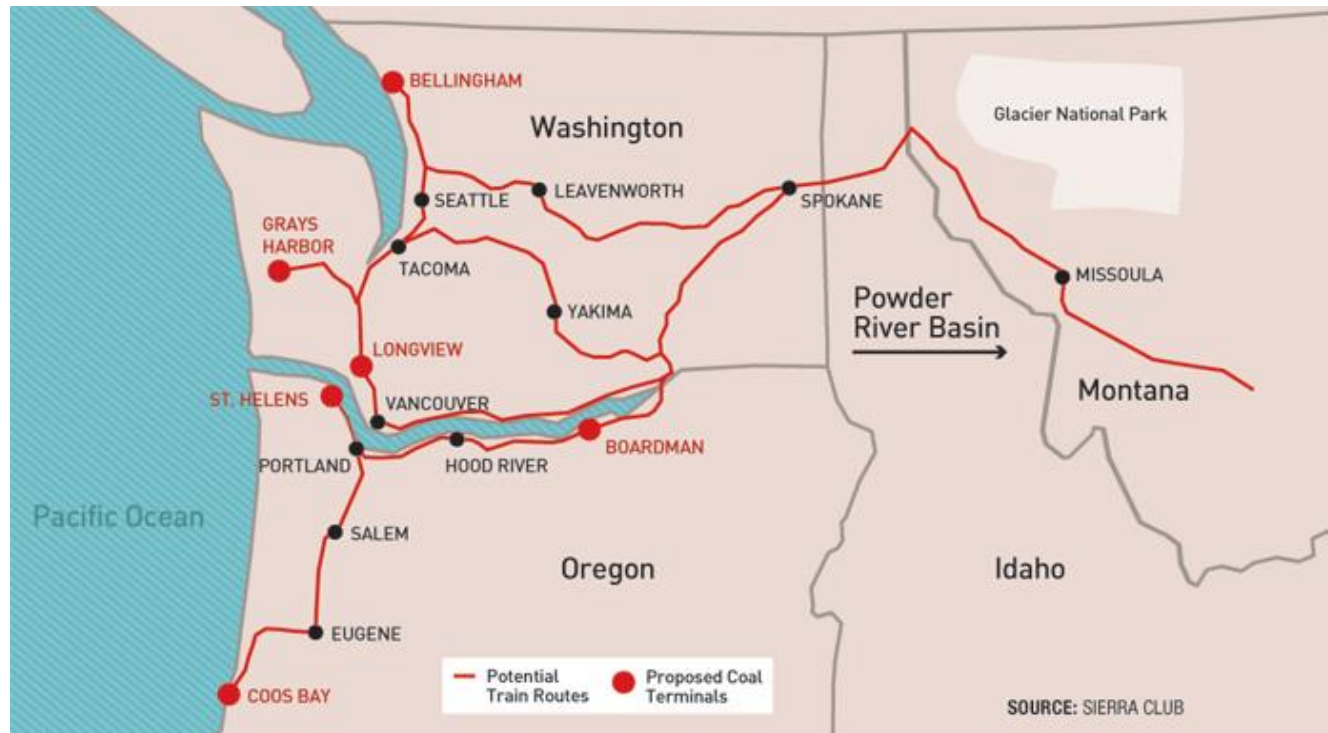 BELLINGHAM
Washington
Glacier National Park
LEAVENWORTH
SEATTLE
SPOKANE
GRAYS
HARBOR
TACOMA
MISSOULA
YAKIMA
Powder
River Basin
LONGVIEW
Montana
ST. HELENS
VANCOUVER
BOARDMAN
PORTLAND
HOOD RIVER
Pacific Ocean
SALEM
Oregon
Idaho
EUGENE
Potential
Train Routes
Proposed Coal
Terminals
COOS BAY
SOURCE: SIERRA CLUB